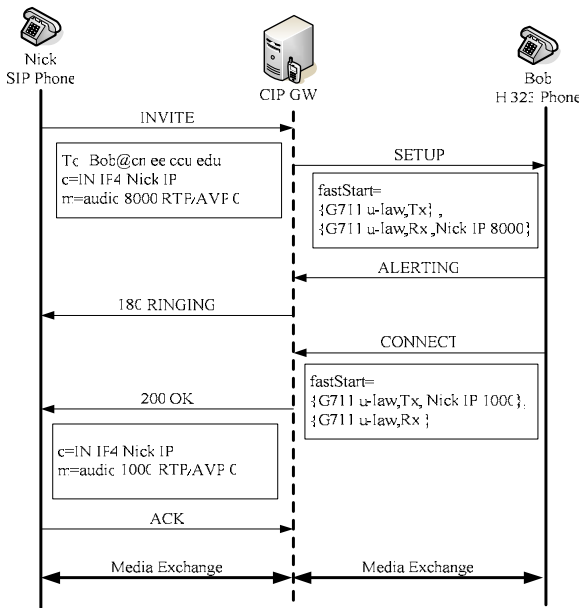 Nick
SIP Phone
CIP GW
Bob
H 323 Phone
INVITE
To Bob@cn ee ccu edu
c=IN IP4 Nick IP
m=audio 8000 RTP/AVP 0
SETUP
fastStart=
{G711 u-law,Tx} ,
{G711 u-law,Rx ,Nick IP 8000}
ALERTING
180 RINGING
CONNECT
fastStart=
{G711 u-law,Tx, Nick IP 1000},
{G711 u-law,Rx }
200 OK
c=IN IP4 Nick IP
m=audio 1000 RTP/AVP 0
ACK
Media Exchange
Media Exchange